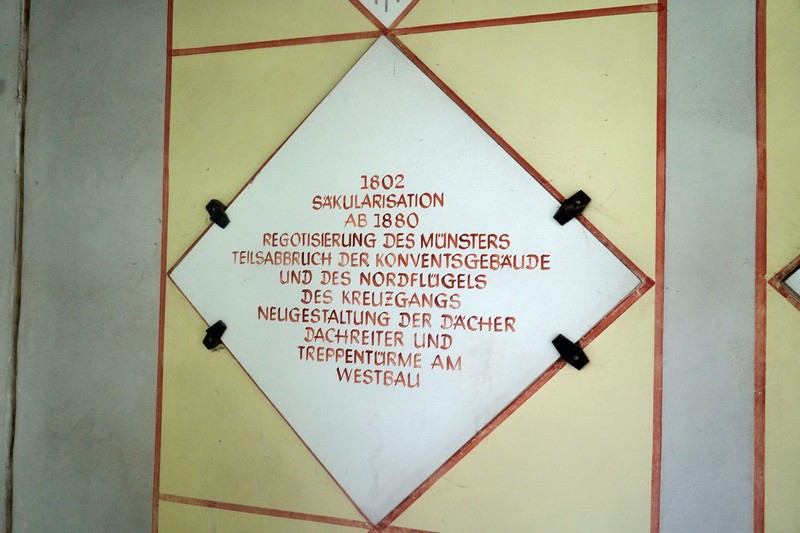 1802
SÄKULARISATION
AB 1880
REGOTISIERUNG DES MÜNSTERS
TEILSABBRUCH DER KONVENTSGEBÄUDE
UND DES NORDFLÜGELS
DES KREUZGANGS
NEUGESTALTUNG DER DÄCHER
DACHREITER UND
TREPPENTÜRME AM
WESTBAU